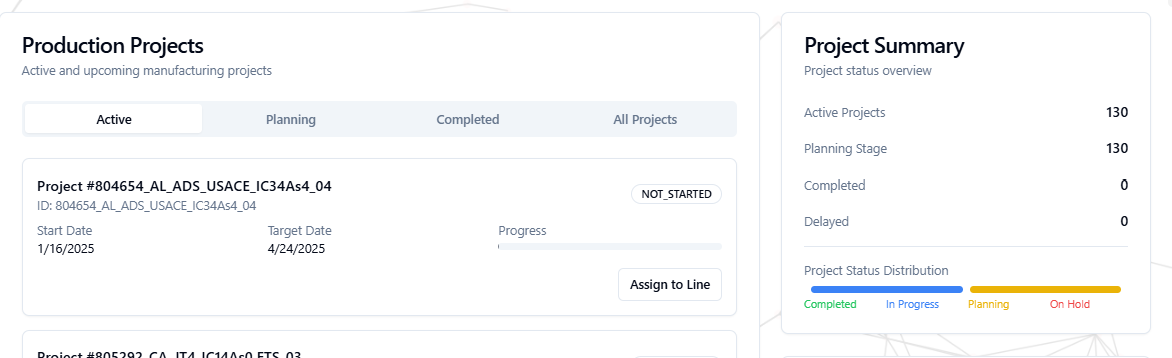 Production Projects
Active and upcoming manufacturing projects
Active Planning Completed All Projects
Project #804654_AL_ADS_USACE_IC34As4_04
ID: 804654_AL_ADS_USACE_IC34As4_04
NOT_STARTED
Start Date Target Date Progress
1/16/2025 4/24/2025
Assign to Line
Project #805292_CA_IT4_IC14As0_FTS_03
Project Summary
Project status overview
Active Projects 130
Planning Stage 130
Completed 0
Delayed 0
Project Status Distribution
Completed In Progress Planning On Hold